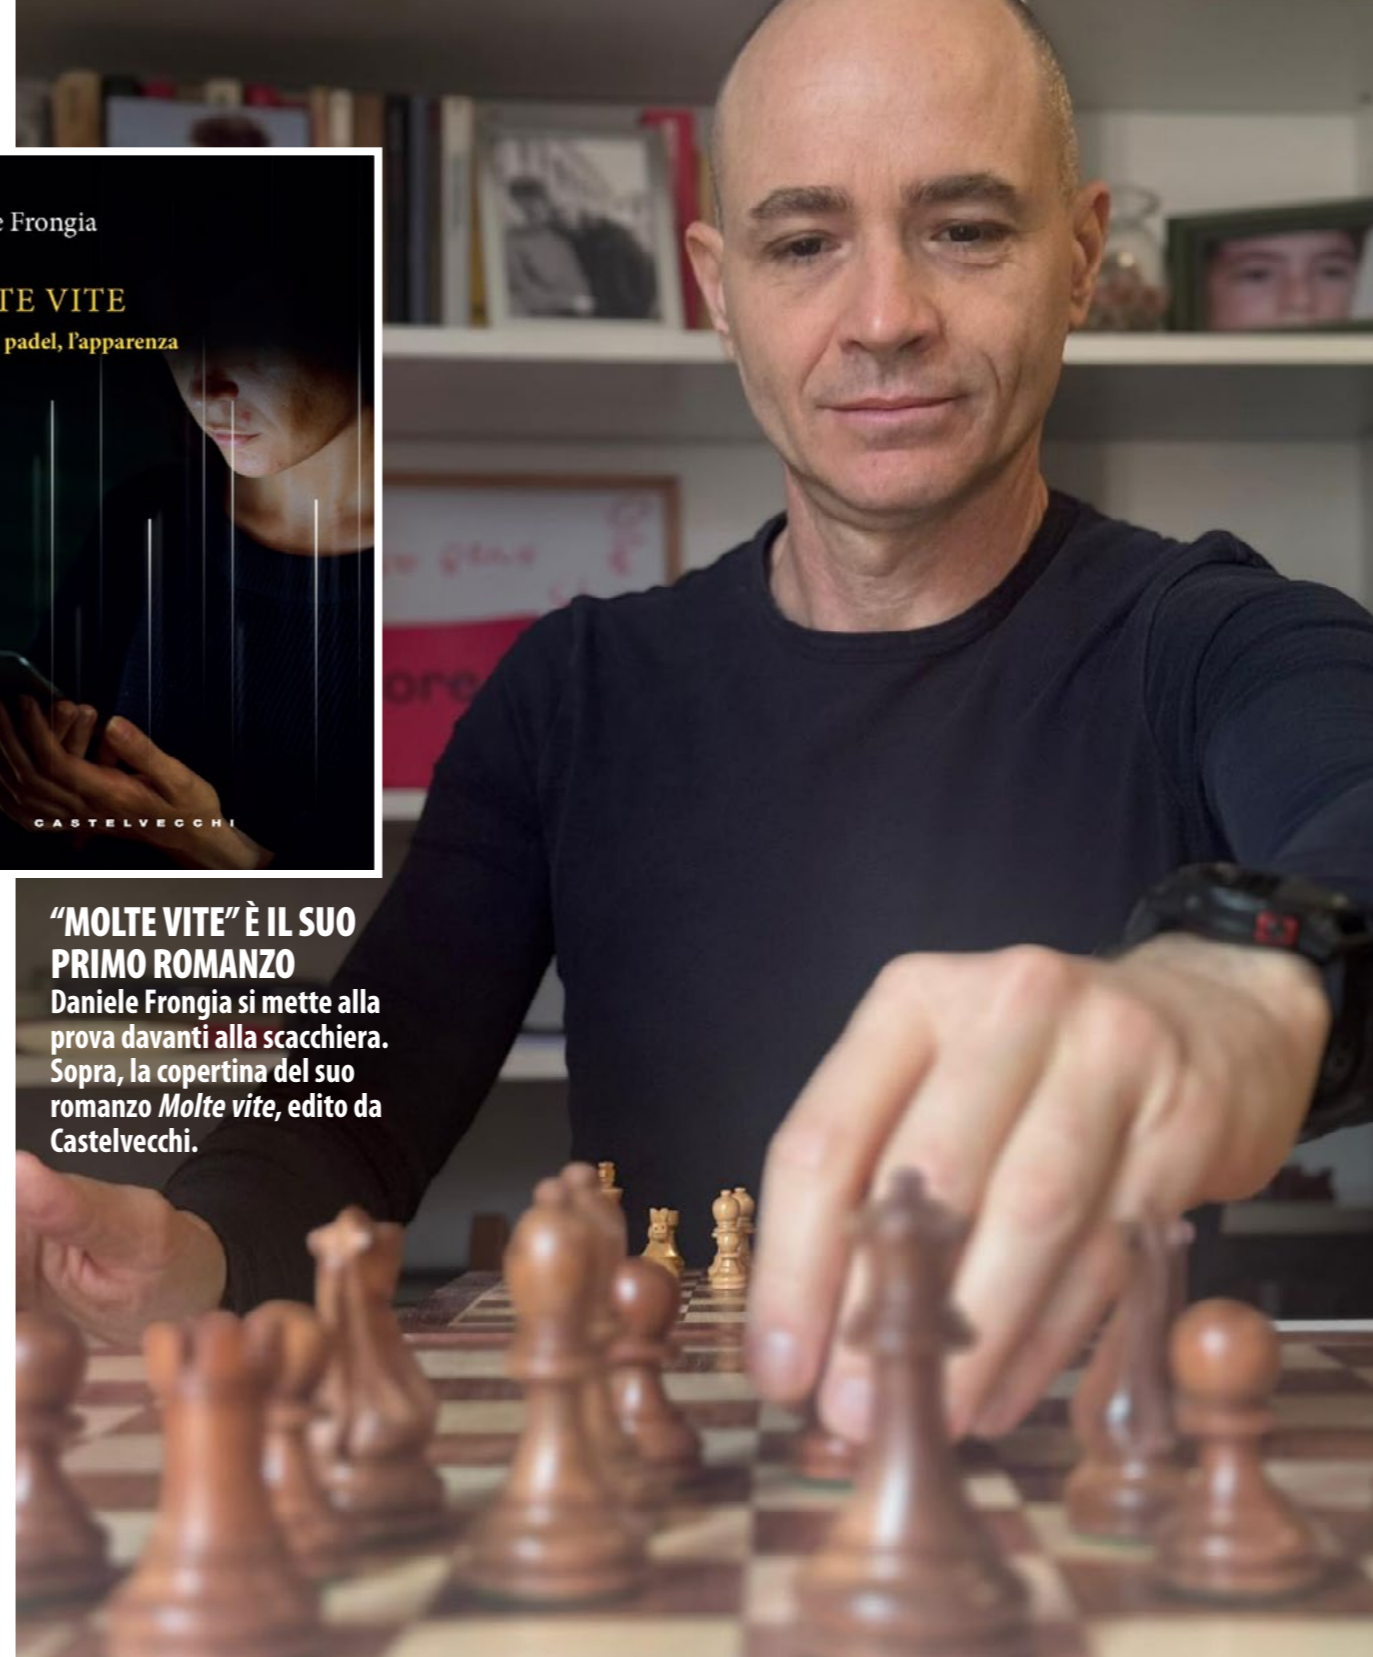 e Frongia
TE VITE
padel, l'apparenza
CASTELVECCHI
“MOLTE VITE” È IL SUO
PRIMO ROMANZO
Daniele Frongia si mette alla
prova davanti alla scacchiera.
Sopra, la copertina del suo
romanzo Molte vite, edito da
Castelvecchi.
ore